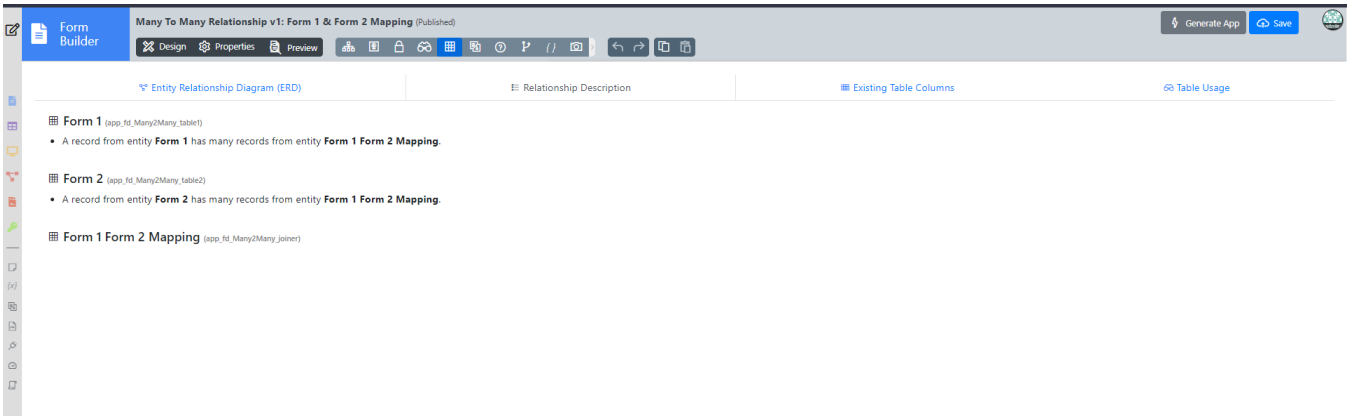 Form Builder
Many To Many Relationship v1: Form 1 & Form 2 Mapping (Published)
Generate App
Save
Design
Properties
Preview
Entity Relationship Diagram (ERD)
Relationship Description
Existing Table Columns
Table Usage
Form 1 (app_fd_Many2Many_table1)
• A record from entity Form 1 has many records from entity Form 1 Form 2 Mapping.
Form 2 (app_fd_Many2Many_table2)
• A record from entity Form 2 has many records from entity Form 1 Form 2 Mapping.
Form 1 Form 2 Mapping (app_fd_Many2Many_joiner)
{x}